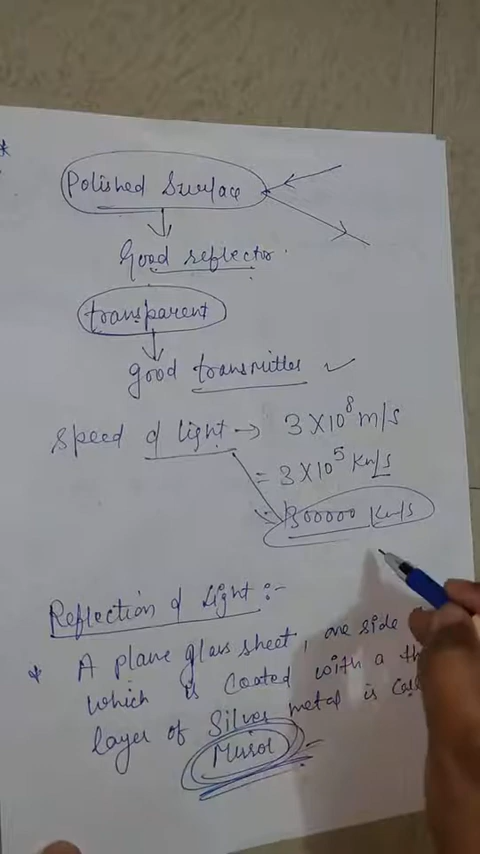 Polished Surface
Good reflector.
transparent
good transmitter
Speed of light → 3×10⁸ m/s
= 3×10⁵ Km/s
300000 Km/s
Reflection of Light :-
* A plane glass sheet, one side
which is coated with a
layer of Silver metal is
Mirror